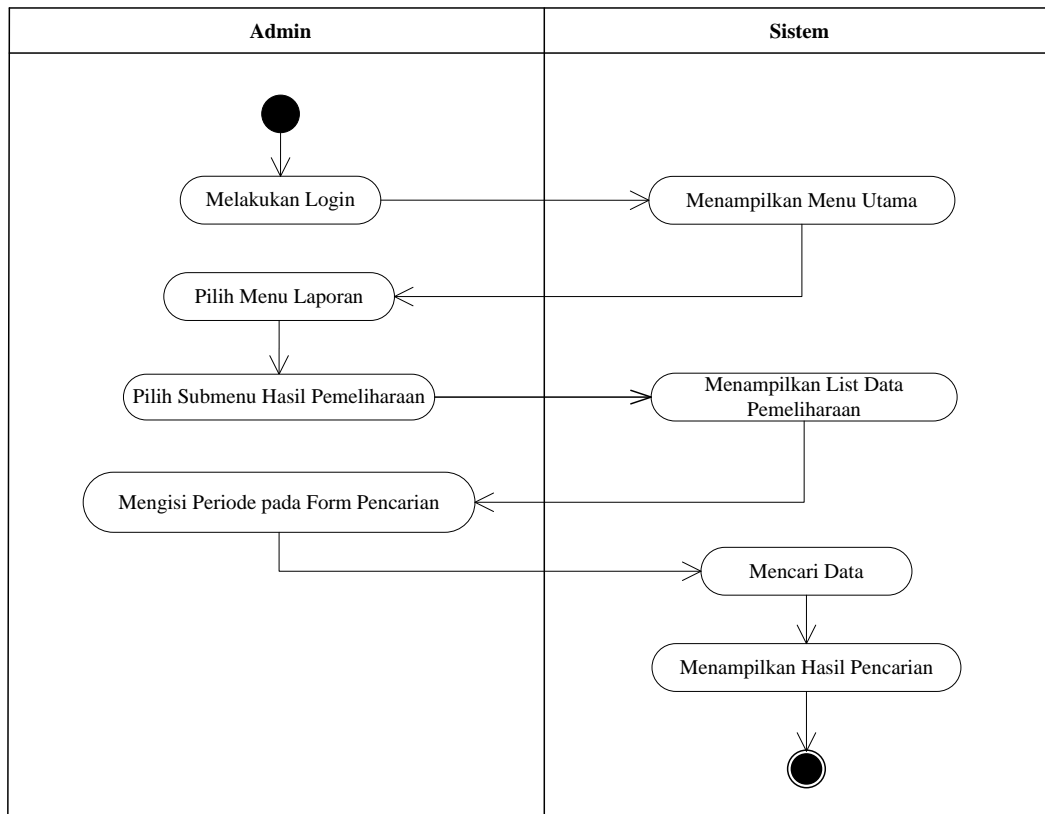 Admin
Sistem
Melakukan Login
Menampilkan Menu Utama
Pilih Menu Laporan
Pilih Submenu Hasil Pemeliharaan
Menampilkan List Data
Pemeliharaan
Mengisi Periode pada Form Pencarian
Mencari Data
Menampilkan Hasil Pencarian